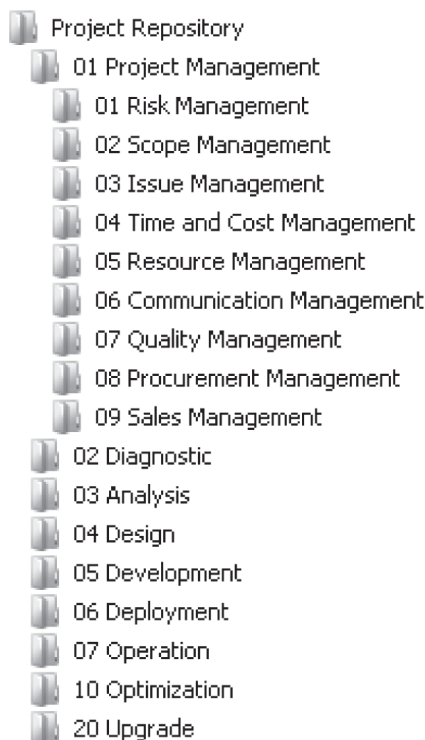 Project Repository
01 Project Management
01 Risk Management
02 Scope Management
03 Issue Management
04 Time and Cost Management
05 Resource Management
06 Communication Management
07 Quality Management
08 Procurement Management
09 Sales Management
02 Diagnostic
03 Analysis
04 Design
05 Development
06 Deployment
07 Operation
10 Optimization
20 Upgrade